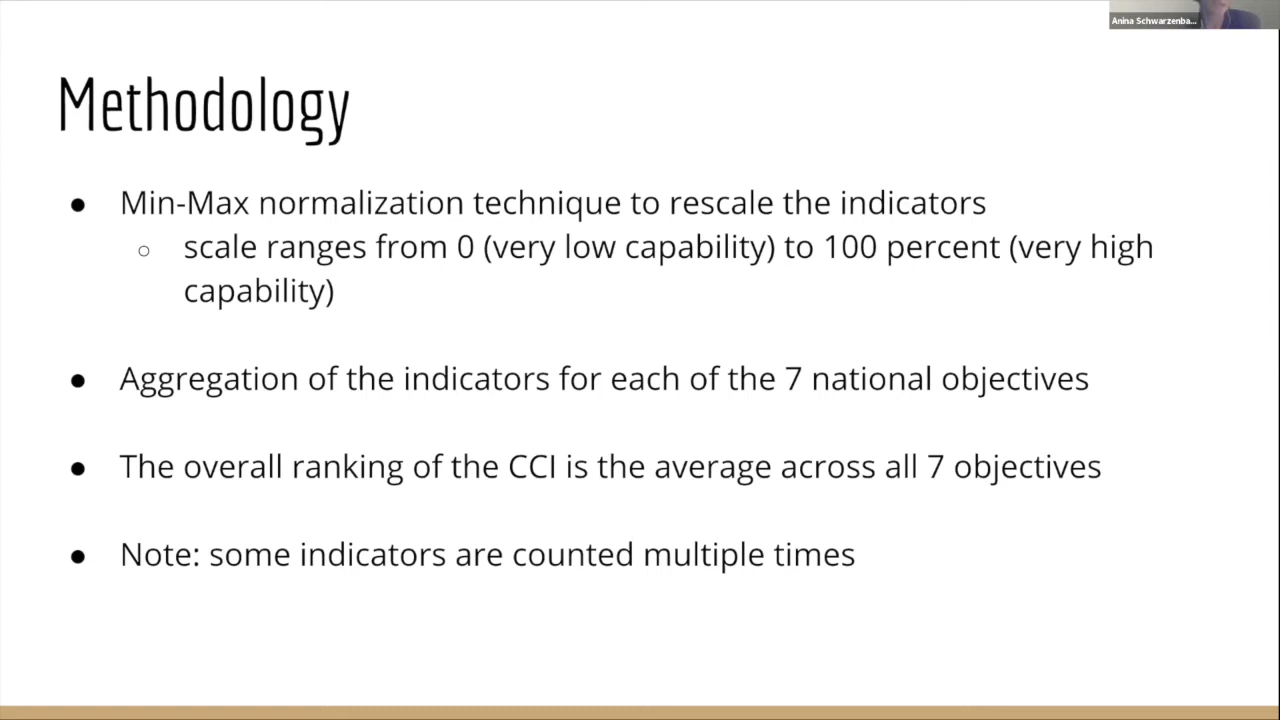 Anina Schwarzenba...
Methodology
● Min-Max normalization technique to rescale the indicators
○ scale ranges from 0 (very low capability) to 100 percent (very high
capability)
● Aggregation of the indicators for each of the 7 national objectives
● The overall ranking of the CCI is the average across all 7 objectives
● Note: some indicators are counted multiple times